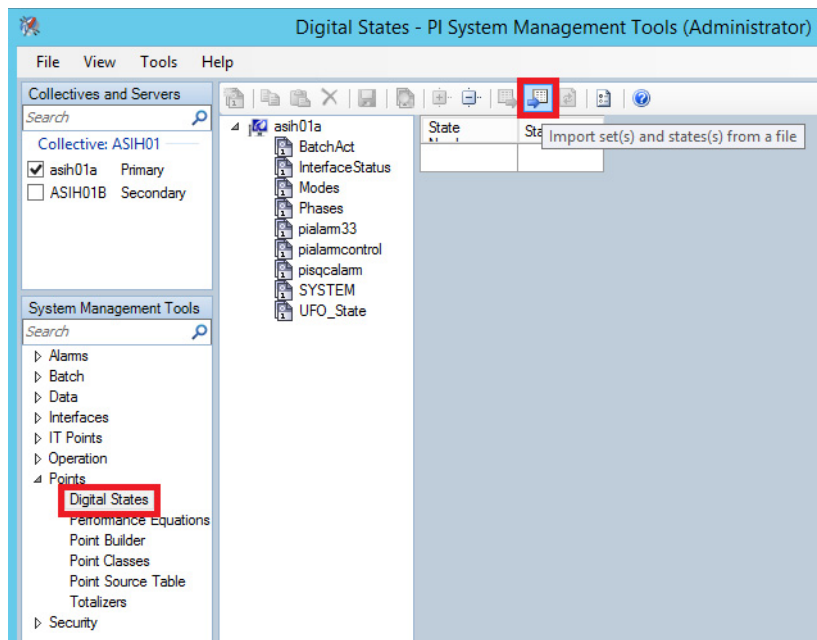 Digital States - PI System Management Tools (Administrator)
File View Tools Help
Collectives and Servers
Search
Collective: ASIH01
asih01a Primary
ASIH01B Secondary
System Management Tools
Search
Alarms
Batch
Data
Interfaces
IT Points
Operation
Points
Digital States
Performance Equations
Point Builder
Point Classes
Point Source Table
Totalizers
Security
asih01a
BatchAct
InterfaceStatus
Modes
Phases
pialarm33
pialarmcontrol
pisqcalarm
SYSTEM
UFO_State
State
Import set(s) and states(s) from a file